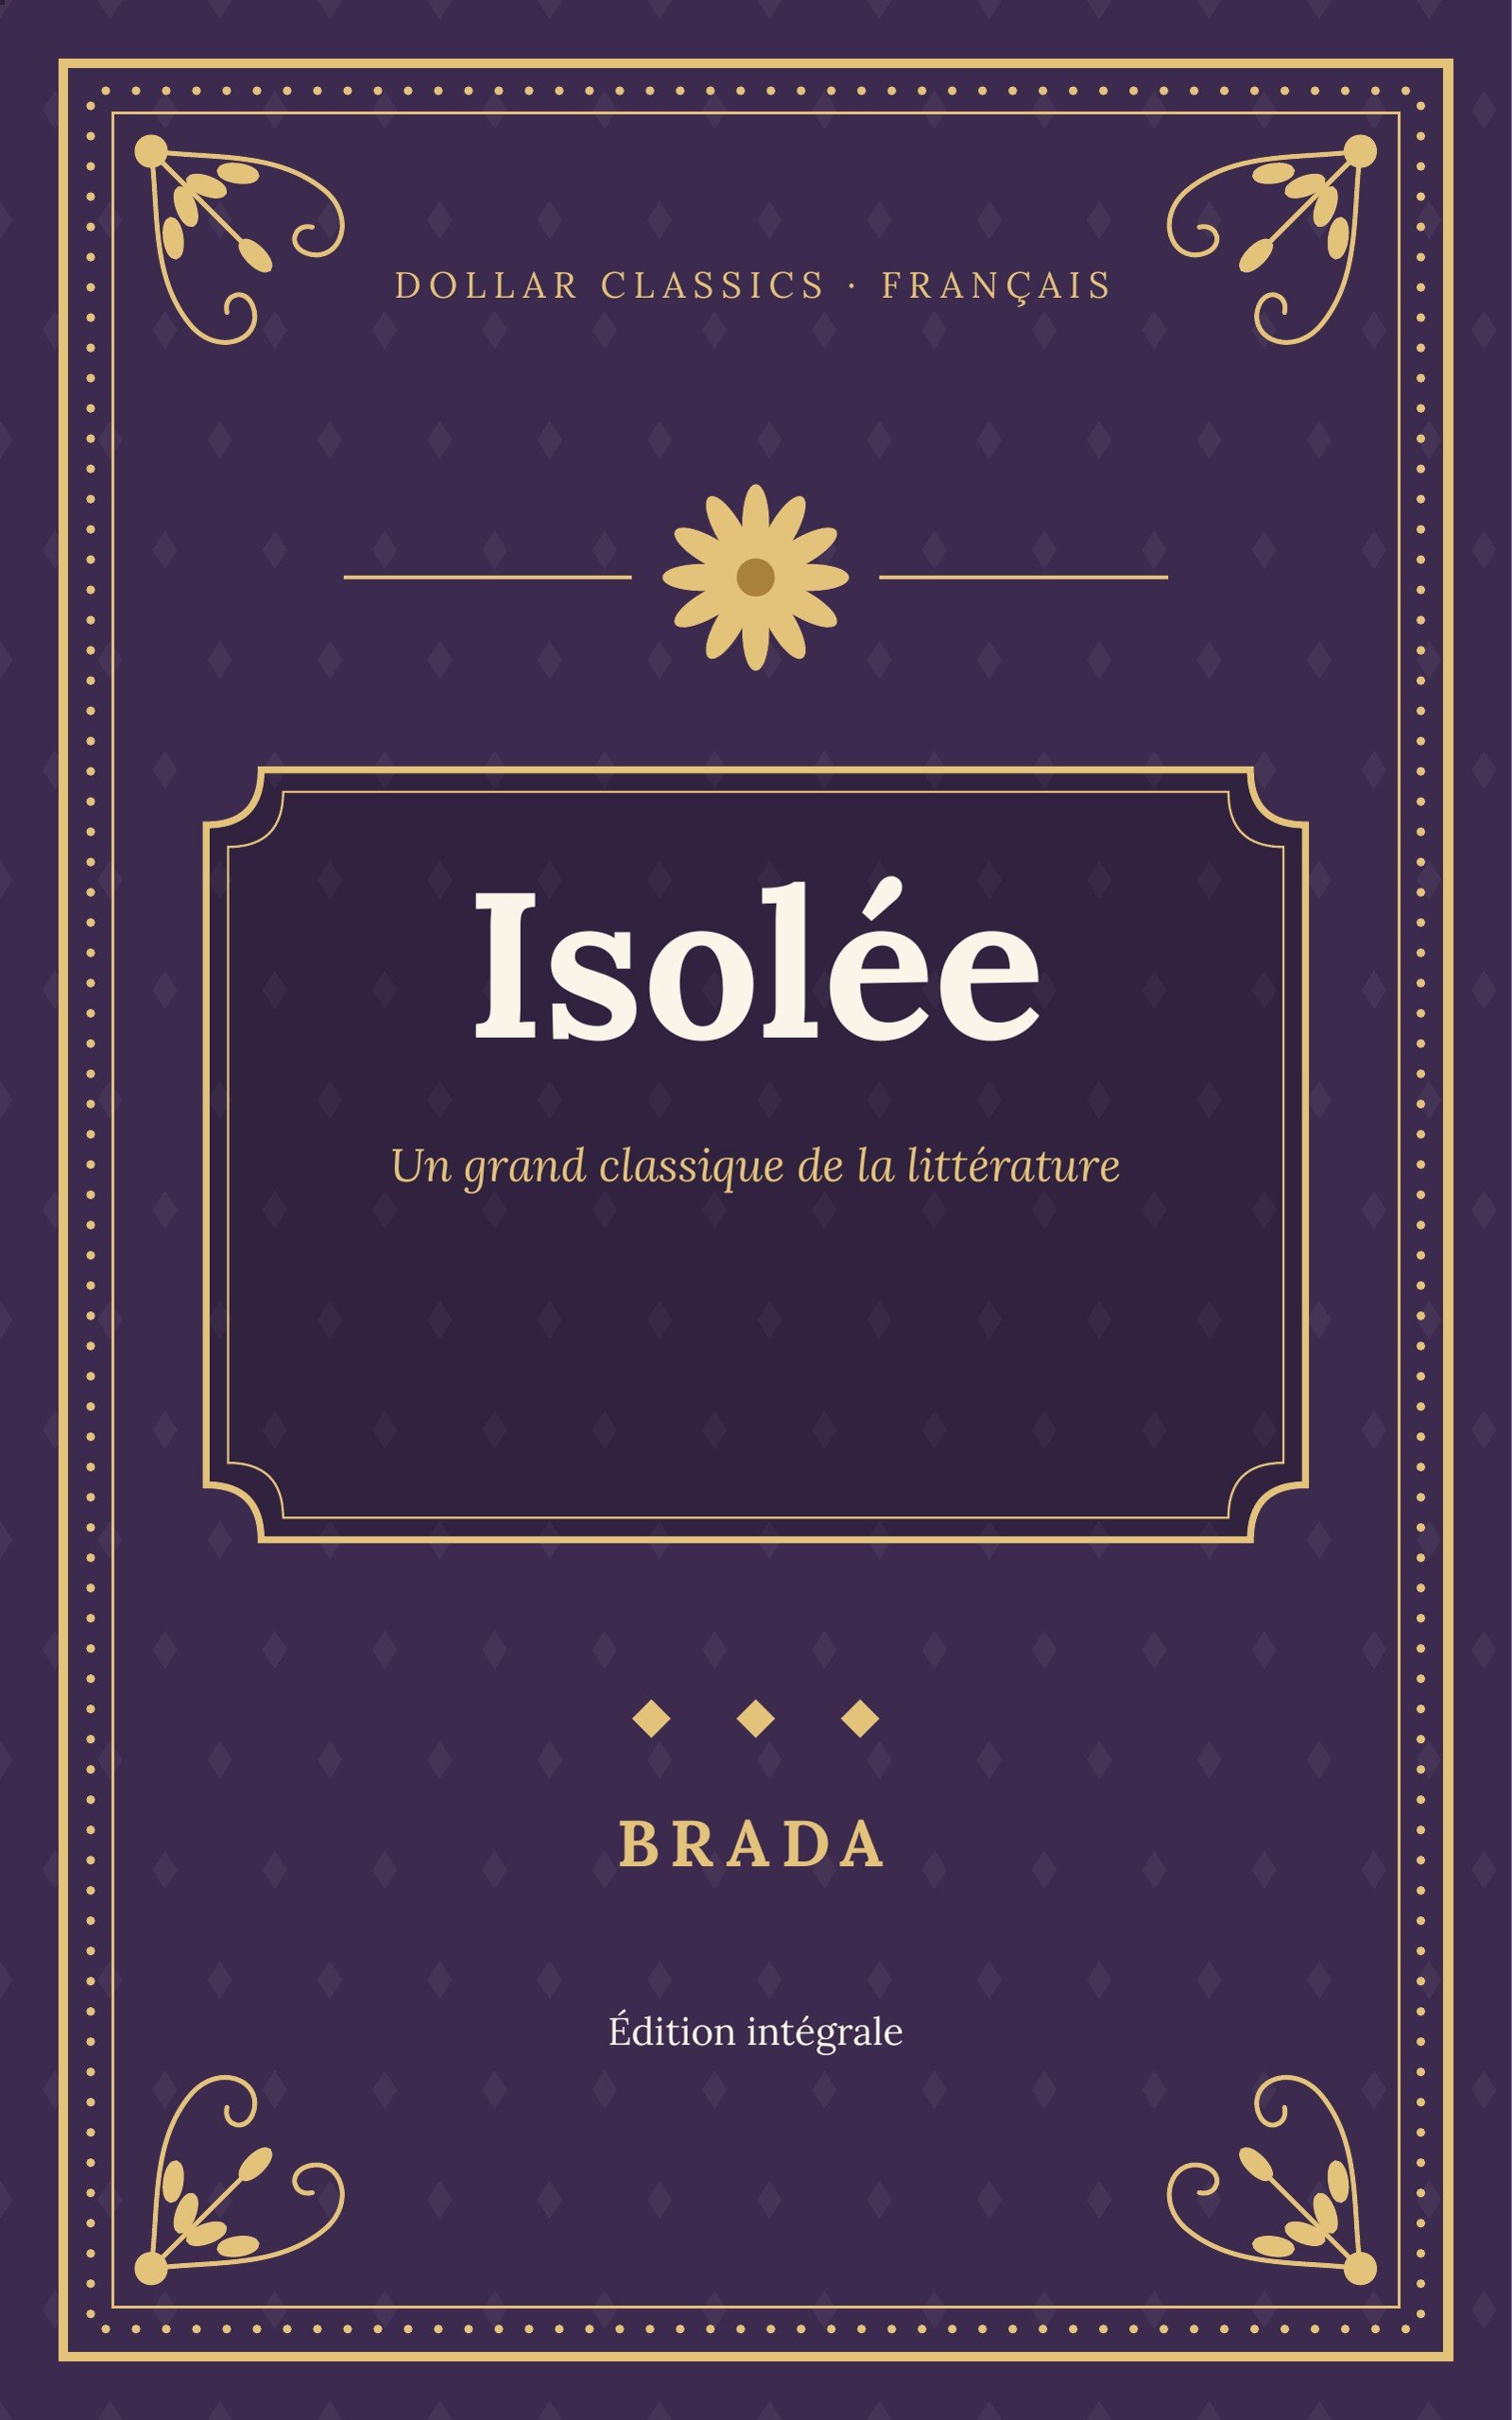 DOLLAR CLASSICS · FRANÇAIS
Isolée
Un grand classique de la littérature
BRADA
Édition intégrale